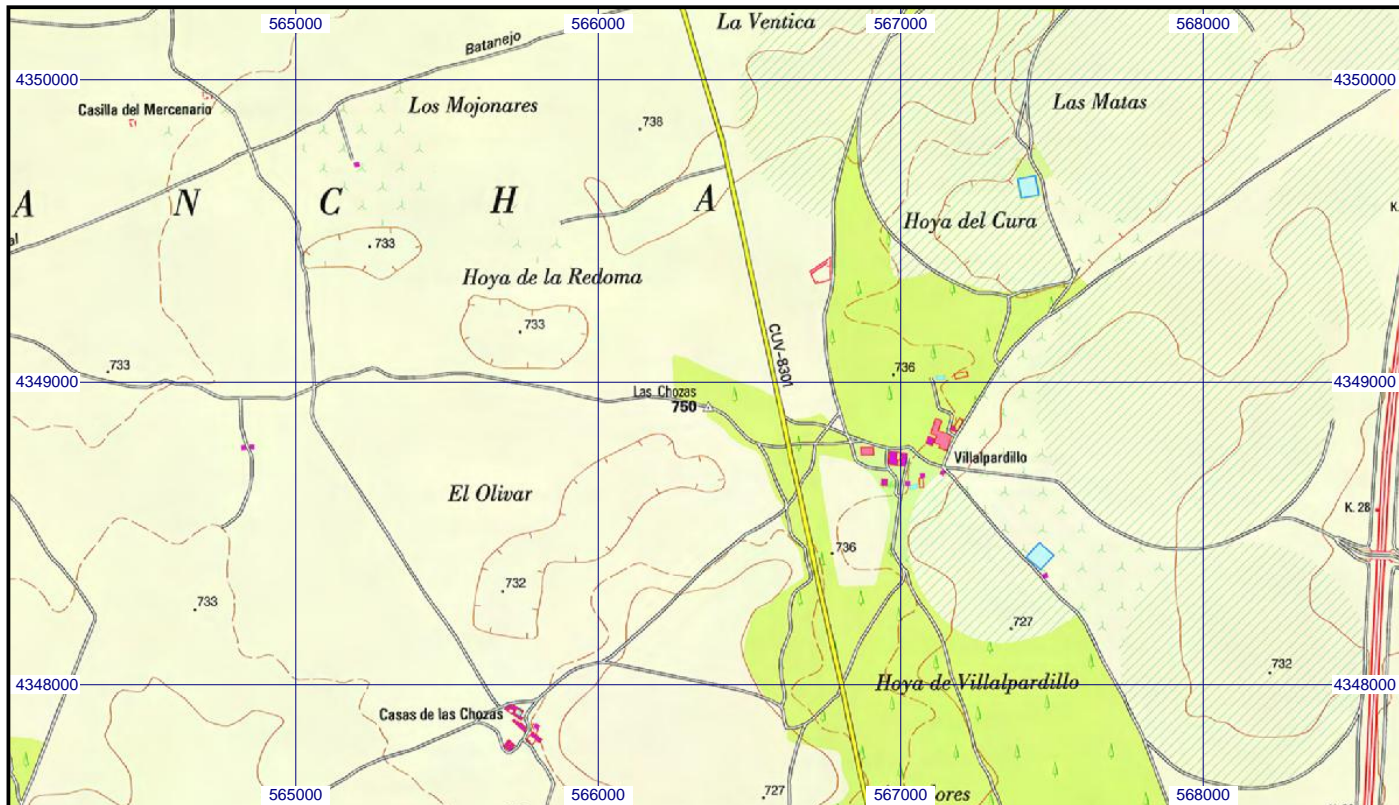 565000
566000
567000
568000
La Ventica
Batanejo
4350000
4350000
Casilla del Mercenario
Los Mojonares
Las Matas
738
A N C H A
Hoya del Cura
733
Hoya de la Redoma
733
CUV-8301
733
736
4349000
4349000
Las Chozas
750
Villalpardillo
El Olivar
K. 28
736
732
733
727
732
4348000
4348000
Hoya de Villalpardillo
Casas de las Chozas
727
565000
566000
567000
568000